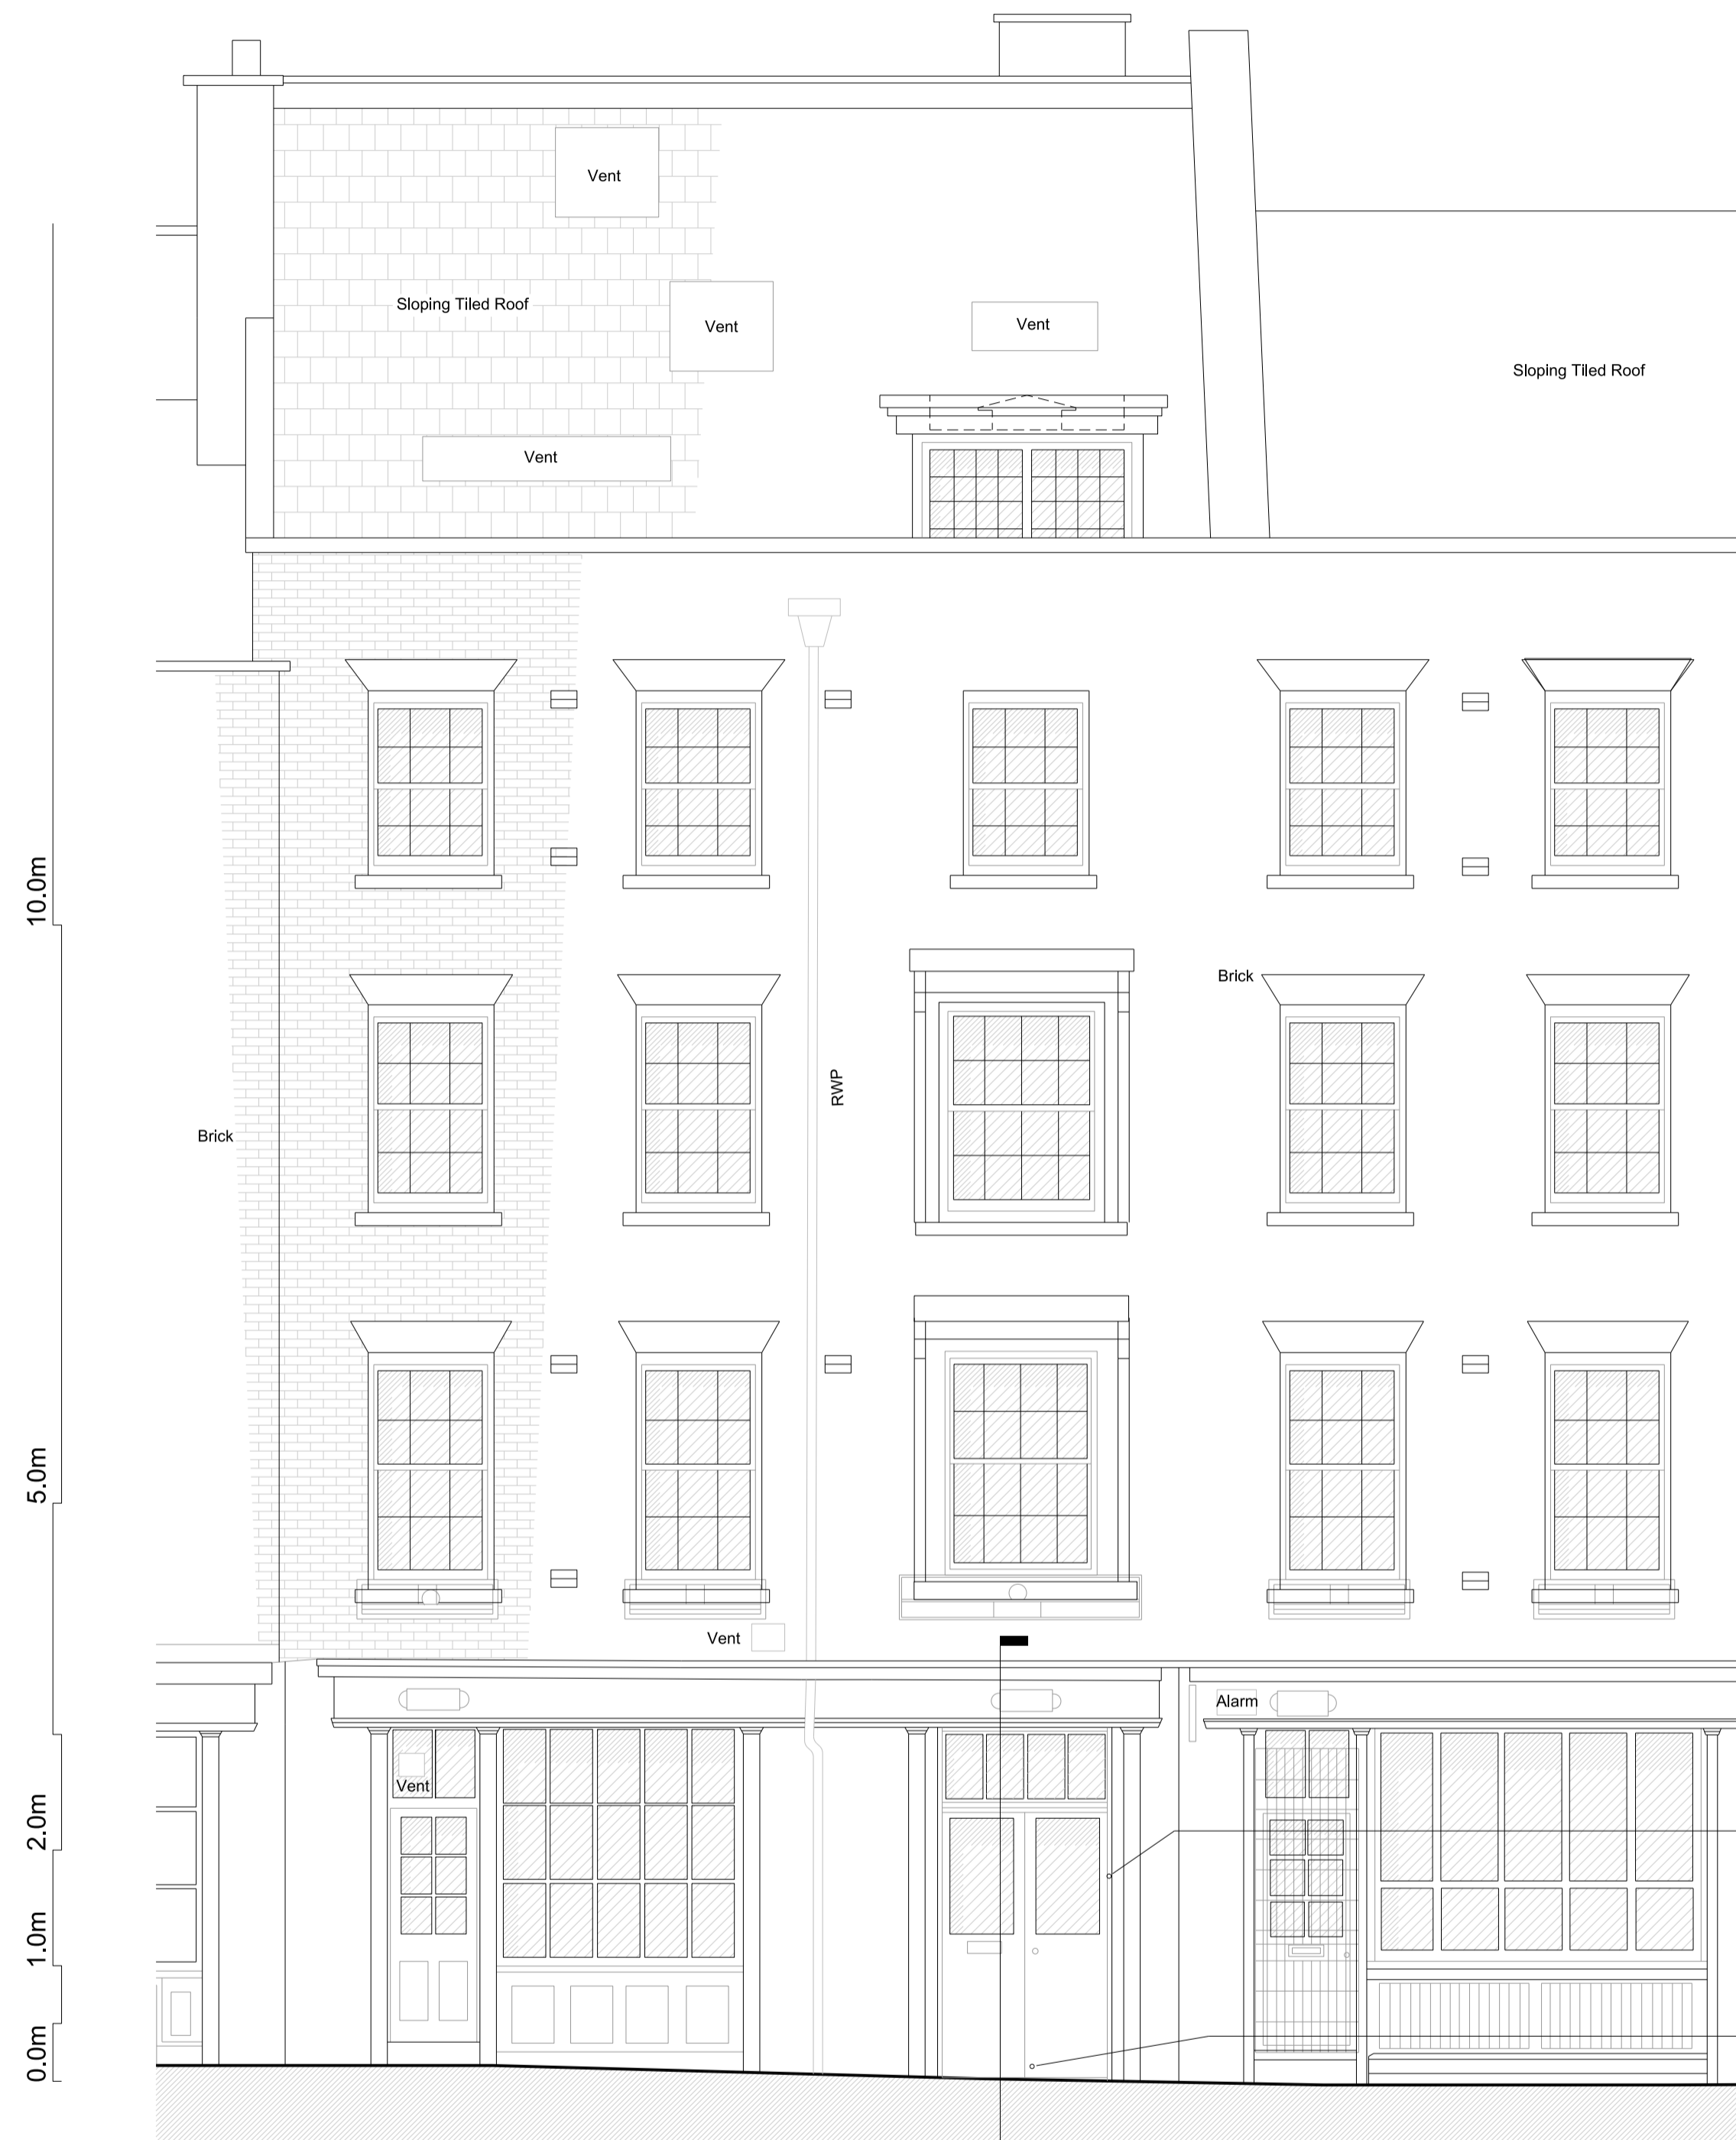 Vent
Sloping Tiled Roof
Vent
Vent
Sloping Tiled Roof
Vent
10.0m
Brick
RWP
Brick
5.0m
Vent
Alarm
Vent
2.0m
1.0m
0.0m